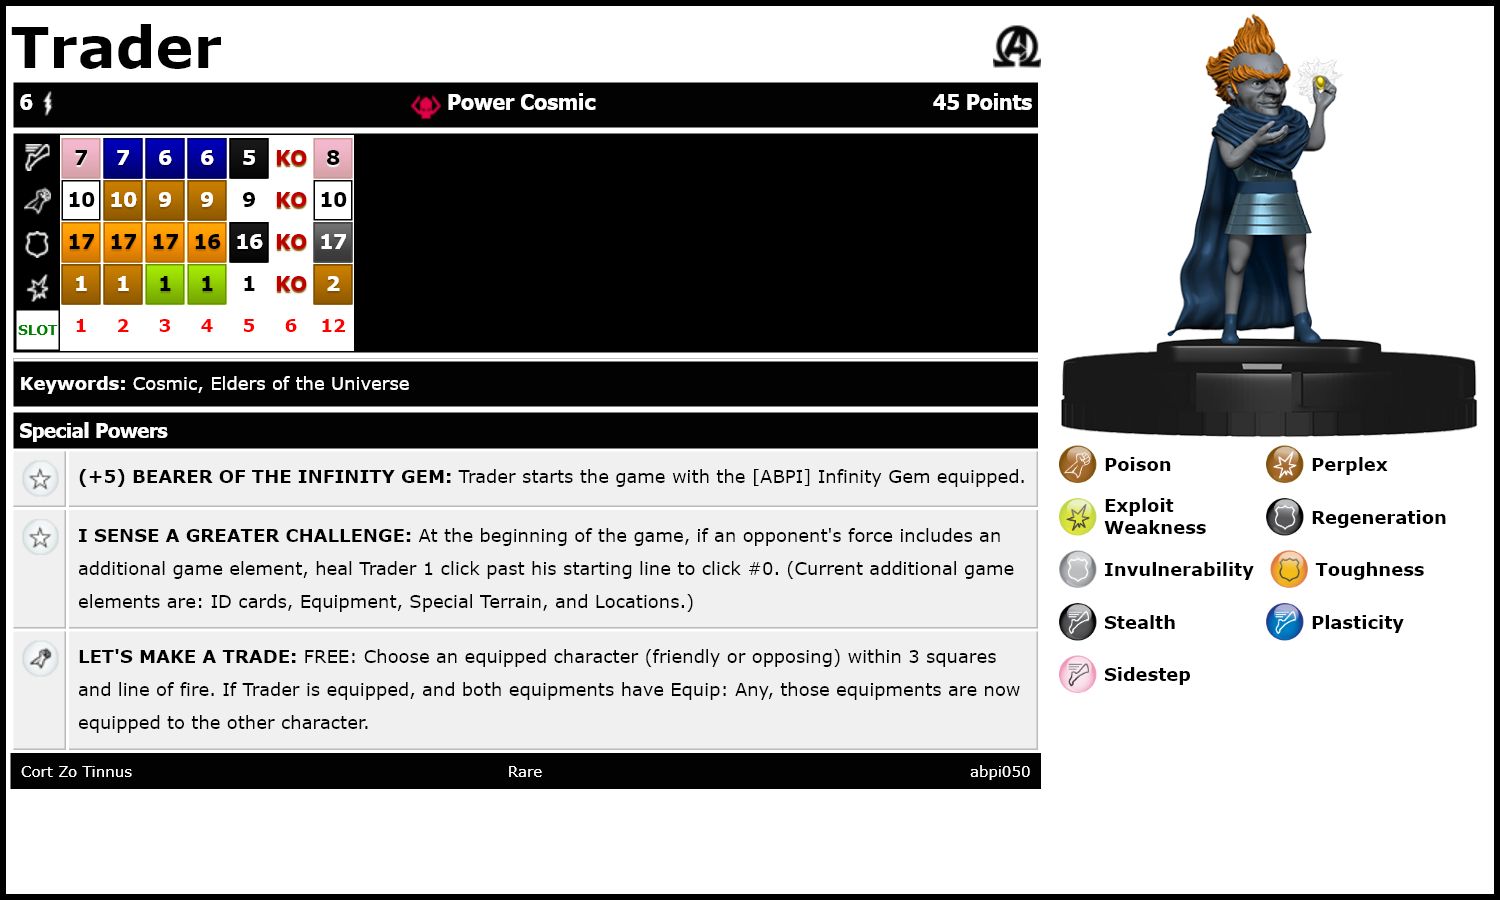 Trader
6 Power Cosmic 45 Points
7 7 6 6 5 KO 8
10 10 9 9 9 KO 10
17 17 17 16 16 KO 17
1 1 1 1 1 KO 2
SLOT 1 2 3 4 5 6 12
Keywords: Cosmic, Elders of the Universe
Special Powers
(+5) BEARER OF THE INFINITY GEM: Trader starts the game with the [ABPI] Infinity Gem equipped.
I SENSE A GREATER CHALLENGE: At the beginning of the game, if an opponent's force includes an
additional game element, heal Trader 1 click past his starting line to click #0. (Current additional game
elements are: ID cards, Equipment, Special Terrain, and Locations.)
LET'S MAKE A TRADE: FREE: Choose an equipped character (friendly or opposing) within 3 squares
and line of fire. If Trader is equipped, and both equipments have Equip: Any, those equipments are now
equipped to the other character.
Cort Zo Tinnus Rare abpi050
Poison Perplex
Exploit
Weakness
Regeneration
Invulnerability Toughness
Stealth Plasticity
Sidestep